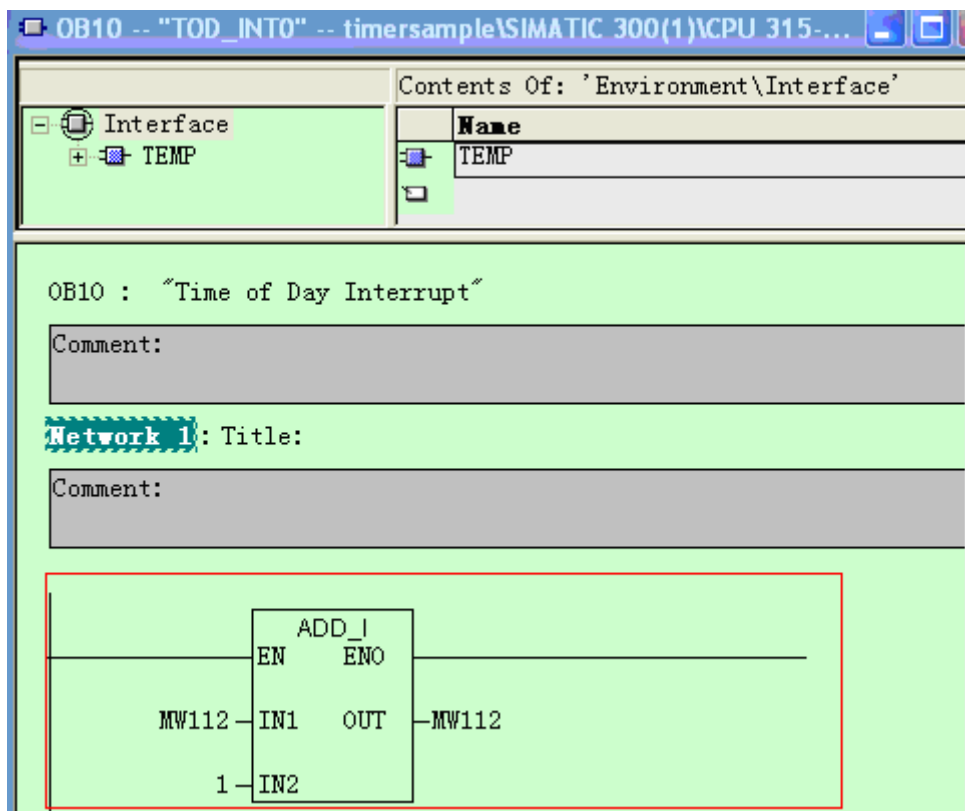 OB10 -- "TOD_INT0" -- timersample\SIMATIC 300(1)\CPU 315-...
Contents Of: 'Environment\Interface'
Interface
Name
TEMP
TEMP
OB10 : "Time of Day Interrupt"
Comment:
Network 1: Title:
Comment:
ADD_I
EN ENO
MW112 IN1 OUT MW112
1 IN2